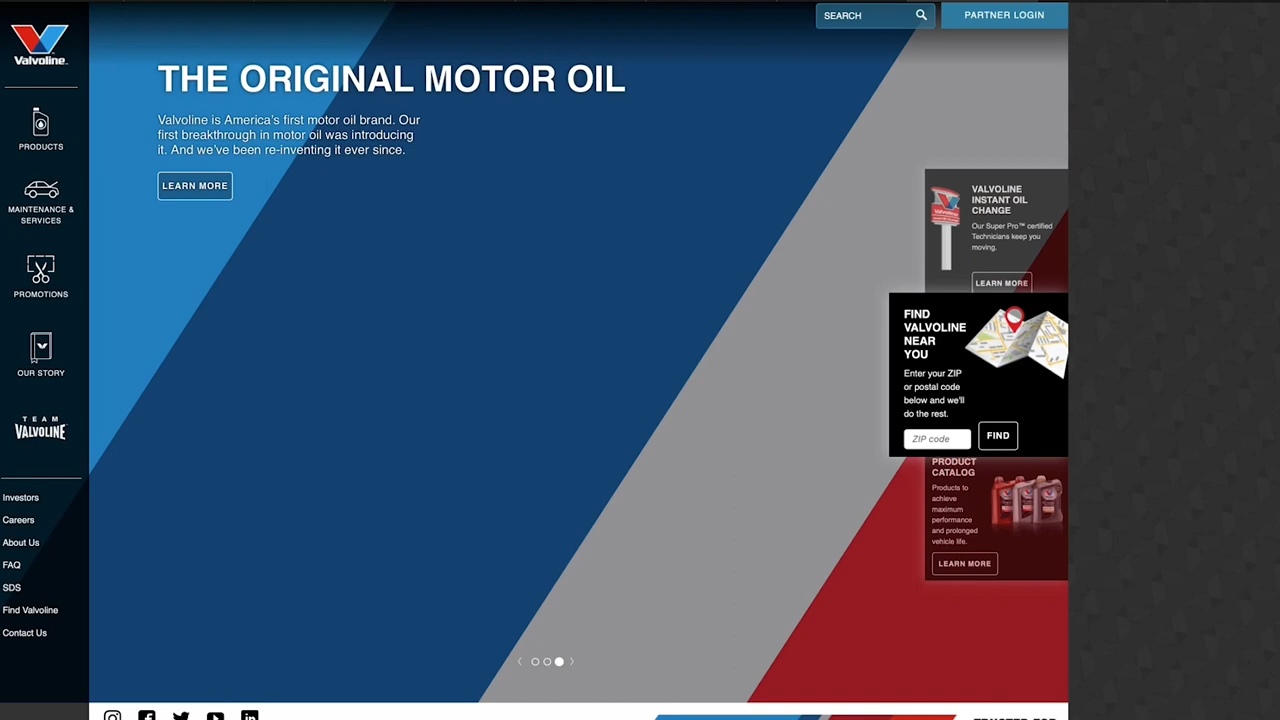 SEARCH
PARTNER LOGIN
Valvoline
THE ORIGINAL MOTOR OIL
Valvoline is America's first motor oil brand. Our
first breakthrough in motor oil was introducing
it. And we've been re-inventing it ever since.
LEARN MORE
PRODUCTS
MAINTENANCE &
SERVICES
PROMOTIONS
OUR STORY
TEAM
VALVOLINE
Investors
Careers
About Us
FAQ
SDS
Find Valvoline
Contact Us
VALVOLINE
INSTANT OIL
CHANGE
Our Super Pro™ certified
Technicians keep you
moving.
LEARN MORE
FIND
VALVOLINE
NEAR
YOU
Enter your ZIP
or postal code
below and we'll
do the rest.
ZIP code
FIND
PRODUCT
CATALOG
Products to
achieve
maximum
performance
and prolonged
vehicle life.
LEARN MORE
TRUSTED FOR